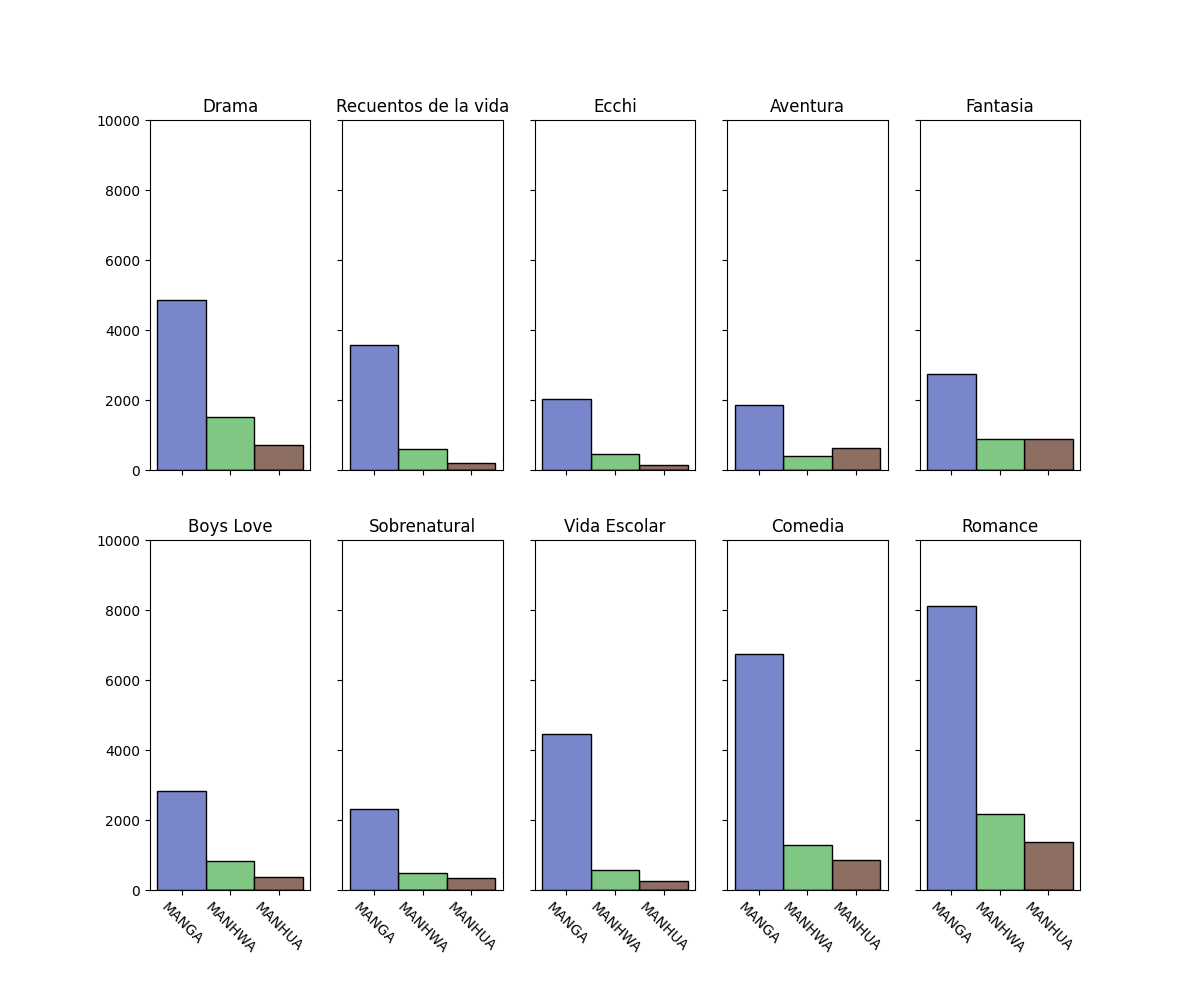 Drama
Recuentos de la vida
Ecchi
Aventura
Fantasia
10000
8000
6000
4000
2000
0
Boys Love
Sobrenatural
Vida Escolar
Comedia
Romance
10000
8000
6000
4000
2000
0
MANGA
MANHWA
MANHUA
MANGA
MANHWA
MANHUA
MANGA
MANHWA
MANHUA
MANGA
MANHWA
MANHUA
MANGA
MANHWA
MANHUA